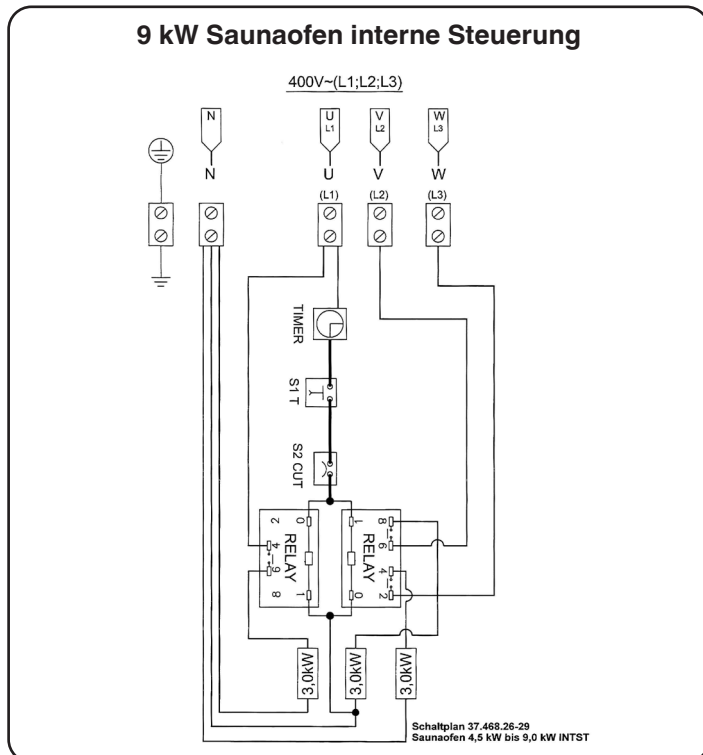 9 kW Saunaofen interne Steuerung
400V~(L1;L2;L3)
N
U
L1
V
L2
W
L3
N
U
V
W
(L1)
(L2)
(L3)
TIMER
S1 T
S2 CUT
2
0
4
6
8
1
RELAY
1
8
6
4
0
2
RELAY
3,0kW
3,0kW
3,0kW
Schaltplan 37.468.26-29
Saunaofen 4,5 kW bis 9,0 kW INTST